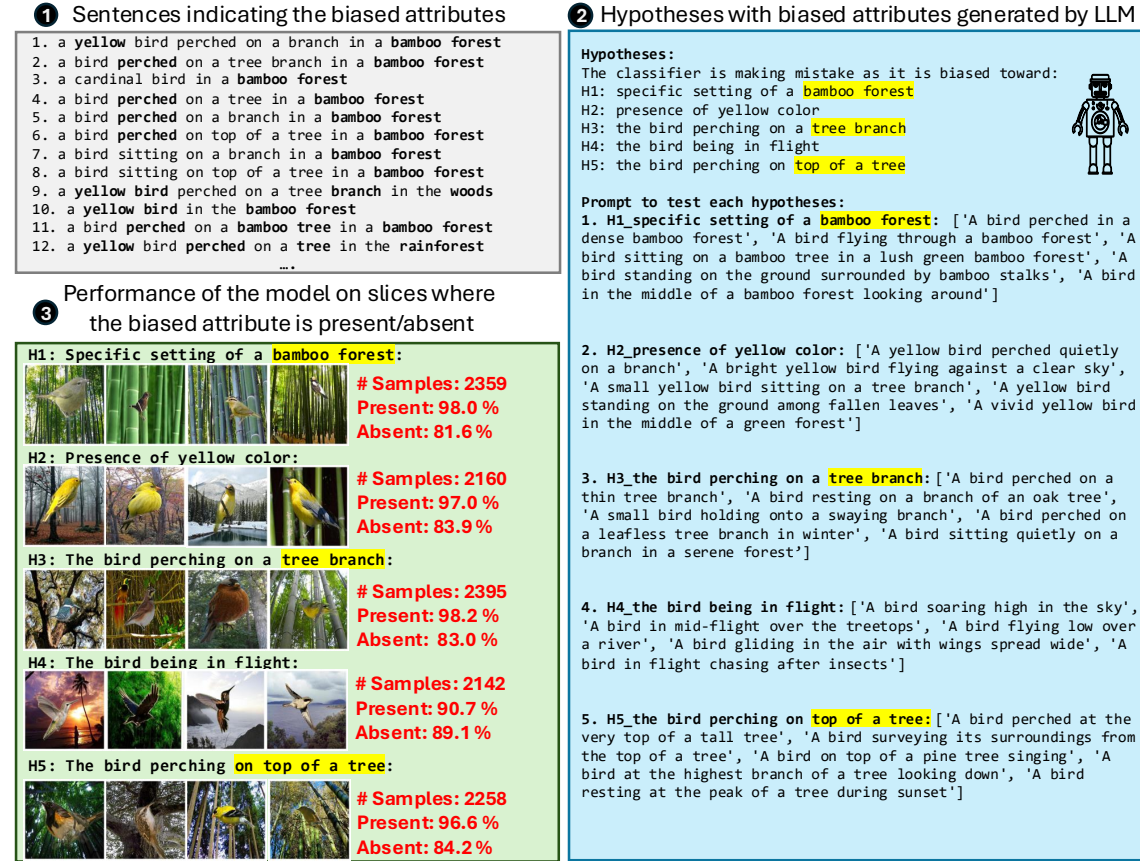 1 Sentences indicating the biased attributes
1. a yellow bird perched on a branch in a bamboo forest
2. a bird perched on a tree branch in a bamboo forest
3. a cardinal bird in a bamboo forest
4. a bird perched on a tree in a bamboo forest
5. a bird perched on a branch in a bamboo forest
6. a bird perched on top of a tree in a bamboo forest
7. a bird sitting on a branch in a bamboo forest
8. a bird sitting on top of a tree in a bamboo forest
9. a yellow bird perched on a tree branch in the woods
10. a yellow bird in the bamboo forest
11. a bird perched on a bamboo tree in a bamboo forest
12. a yellow bird perched on a tree in the rainforest
….
3 Performance of the model on slices where
the biased attribute is present/absent
H1: Specific setting of a bamboo forest:
# Samples: 2359
Present: 98.0 %
Absent: 81.6 %
H2: Presence of yellow color:
# Samples: 2160
Present: 97.0 %
Absent: 83.9 %
H3: The bird perching on a tree branch:
# Samples: 2395
Present: 98.2 %
Absent: 83.0 %
H4: The bird being in flight:
# Samples: 2142
Present: 90.7 %
Absent: 89.1 %
H5: The bird perching on top of a tree:
# Samples: 2258
Present: 96.6 %
Absent: 84.2 %
2 Hypotheses with biased attributes generated by LLM
Hypotheses:
The classifier is making mistake as it is biased toward:
H1: specific setting of a bamboo forest
H2: presence of yellow color
H3: the bird perching on a tree branch
H4: the bird being in flight
H5: the bird perching on top of a tree
Prompt to test each hypotheses:
1. H1_specific setting of a bamboo forest: ['A bird perched in a
dense bamboo forest', 'A bird flying through a bamboo forest', 'A
bird sitting on a bamboo tree in a lush green bamboo forest', 'A
bird standing on the ground surrounded by bamboo stalks', 'A bird
in the middle of a bamboo forest looking around']
2. H2_presence of yellow color: ['A yellow bird perched quietly
on a branch', 'A bright yellow bird flying against a clear sky',
'A small yellow bird sitting on a tree branch', 'A yellow bird
standing on the ground among fallen leaves', 'A vivid yellow bird
in the middle of a green forest']
3. H3_the bird perching on a tree branch: ['A bird perched on a
thin tree branch', 'A bird resting on a branch of an oak tree',
'A small bird holding onto a swaying branch', 'A bird perched on
a leafless tree branch in winter', 'A bird sitting quietly on a
branch in a serene forest’]
4. H4_the bird being in flight: ['A bird soaring high in the sky',
'A bird in mid-flight over the treetops', 'A bird flying low over
a river', 'A bird gliding in the air with wings spread wide', 'A
bird in flight chasing after insects']
5. H5_the bird perching on top of a tree: ['A bird perched at the
very top of a tall tree', 'A bird surveying its surroundings from
the top of a tree', 'A bird on top of a pine tree singing', 'A
bird at the highest branch of a tree looking down', 'A bird
resting at the peak of a tree during sunset']